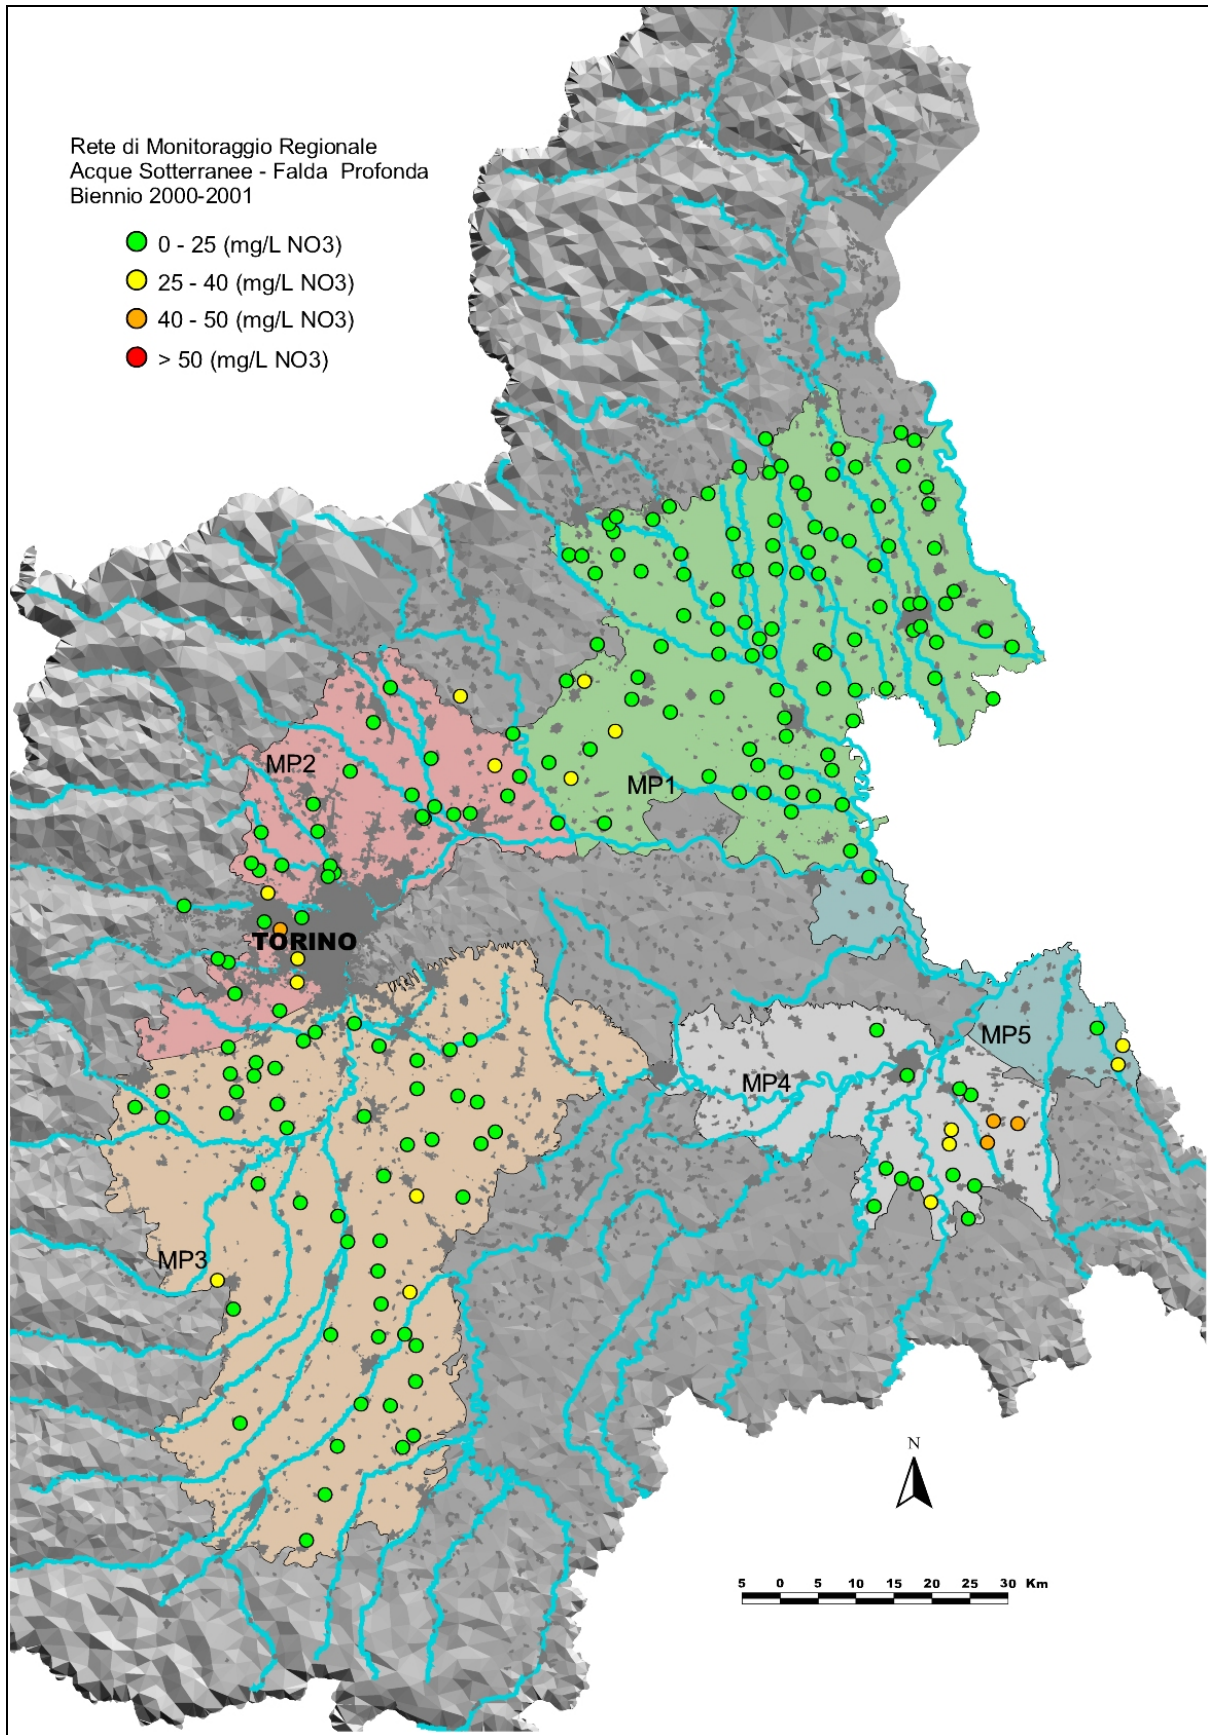 Rete di Monitoraggio Regionale
Acque Sotterranee - Falda Profonda
Biennio 2000-2001
0 - 25 (mg/L NO3)
25 - 40 (mg/L NO3)
40 - 50 (mg/L NO3)
> 50 (mg/L NO3)
MP2
MP1
TORINO
MP5
MP4
MP3
N
5 0 5 10 15 20 25 30 Km